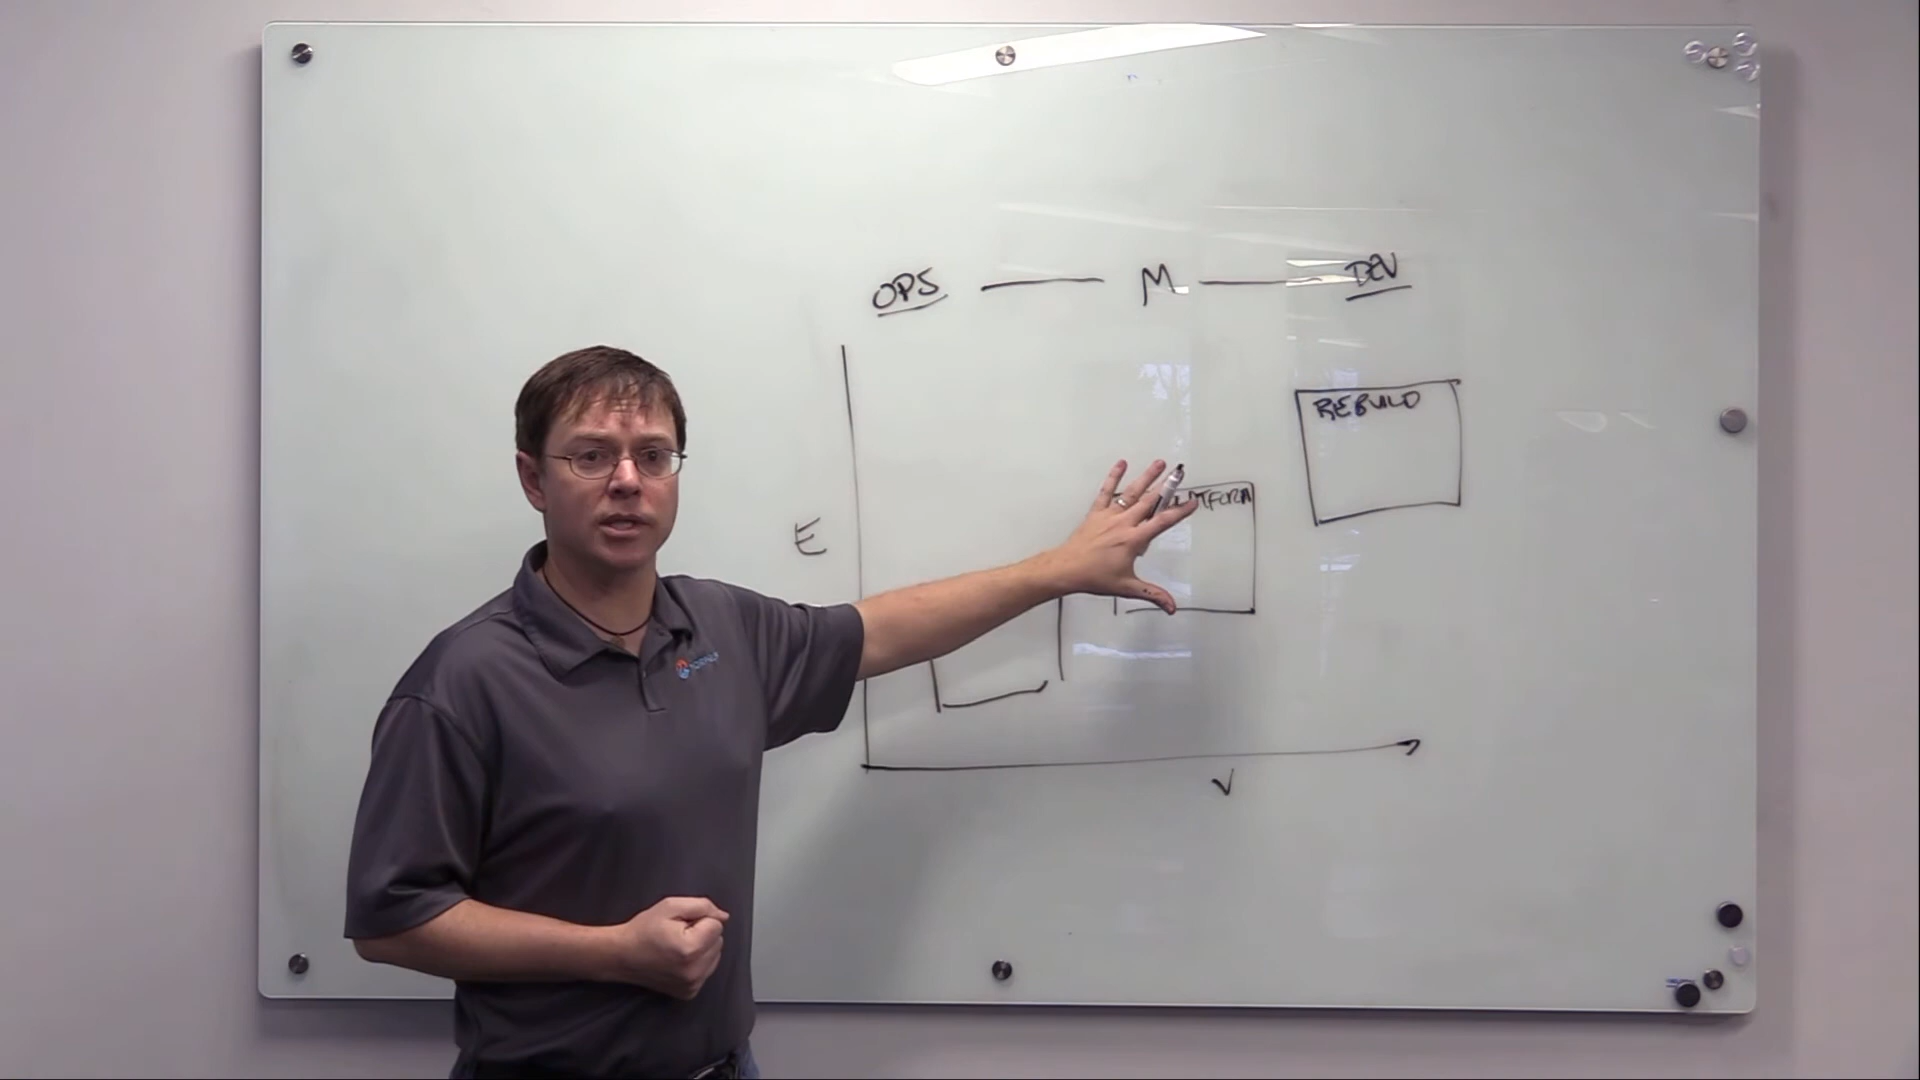 OPS — M — DEV
REBUILD
E
V